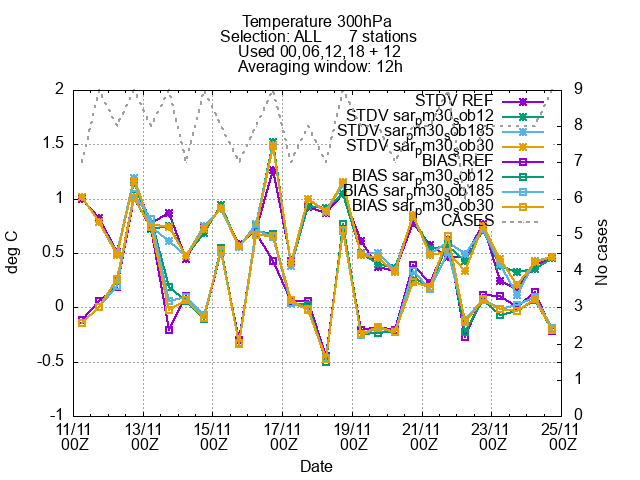 Temperature 300hPa
Selection: ALL 7 stations
Used 00,06,12,18 + 12
Averaging window: 12h
STDV REF
STDV sar_pm30_sob12
STDV sar_pm30_sob185
STDV sar_pm30_sob30
BIAS REF
BIAS sar_pm30_sob12
BIAS sar_pm30_sob185
BIAS sar_pm30_sob30
CASES
deg C
2
1.5
1
0.5
0
-0.5
-1
No cases
9
8
7
6
5
4
3
2
1
0
11/11 00Z
13/11 00Z
15/11 00Z
17/11 00Z
19/11 00Z
21/11 00Z
23/11 00Z
25/11 00Z
Date